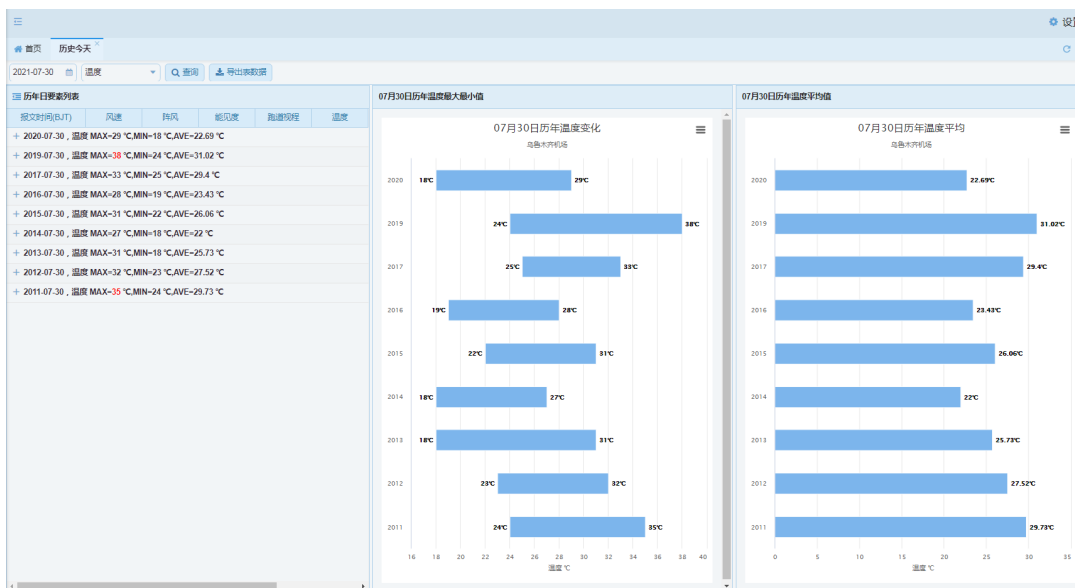 设置
首页 历史今天
2021-07-30 温度 查询 导出表数据
历年日要素列表
报文时间(BJT) 风速 阵风 能见度 跑道视程 温度
2020-07-30，温度 MAX=29 ℃,MIN=18 ℃,AVE=22.69 ℃
2019-07-30，温度 MAX=38 ℃,MIN=24 ℃,AVE=31.02 ℃
2017-07-30，温度 MAX=33 ℃,MIN=25 ℃,AVE=29.4 ℃
2016-07-30，温度 MAX=28 ℃,MIN=19 ℃,AVE=23.43 ℃
2015-07-30，温度 MAX=31 ℃,MIN=22 ℃,AVE=26.06 ℃
2014-07-30，温度 MAX=27 ℃,MIN=18 ℃,AVE=22 ℃
2013-07-30，温度 MAX=31 ℃,MIN=18 ℃,AVE=25.73 ℃
2012-07-30，温度 MAX=32 ℃,MIN=23 ℃,AVE=27.52 ℃
2011-07-30，温度 MAX=35 ℃,MIN=24 ℃,AVE=29.73 ℃
07月30日历年温度最大最小值
07月30日历年温度变化
乌鲁木齐机场
2020 18℃ 29℃
2019 24℃ 38℃
2017 25℃ 33℃
2016 19℃ 28℃
2015 22℃ 31℃
2014 18℃ 27℃
2013 18℃ 31℃
2012 23℃ 32℃
2011 24℃ 35℃
16 18 20 22 24 26 28 30 32 34 36 38 40
温度 ℃
07月30日历年温度平均值
07月30日历年温度平均
乌鲁木齐机场
2020 22.69℃
2019 31.02℃
2017 29.4℃
2016 23.43℃
2015 26.06℃
2014 22℃
2013 25.73℃
2012 27.52℃
2011 29.73℃
0 5 10 15 20 25 30 35
温度 ℃